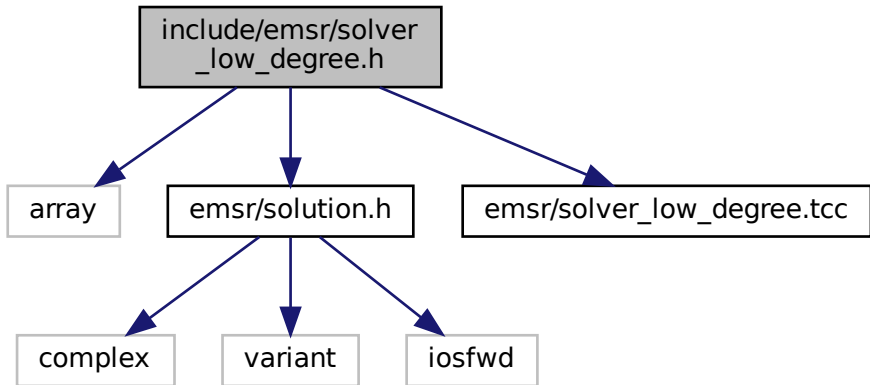 include/emsr/solver
_low_degree.h
array
emsr/solution.h
emsr/solver_low_degree.tcc
complex
variant
iosfwd